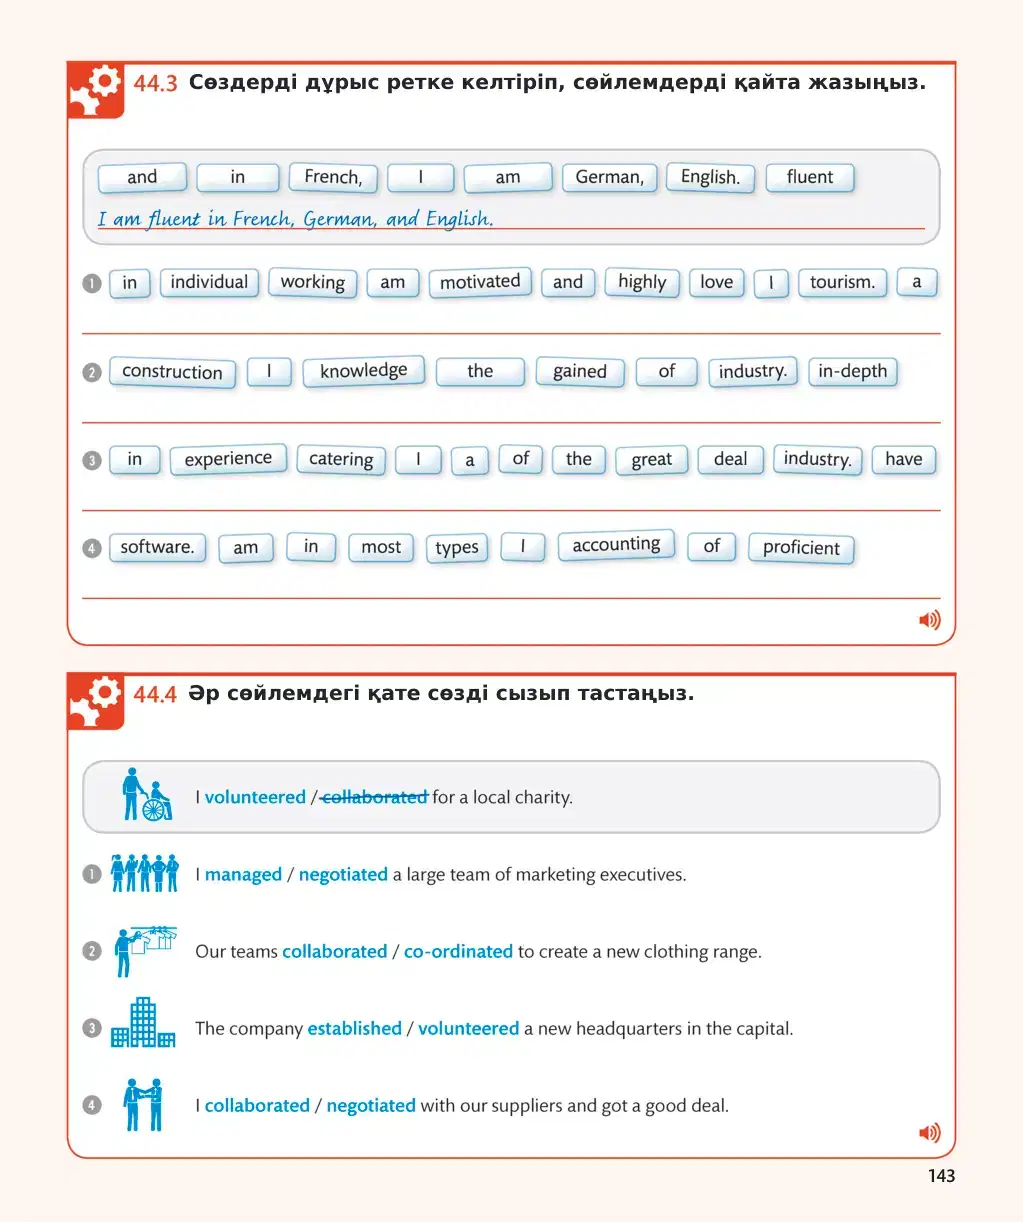 44.3 Сөздерді дұрыс ретке келтіріп, сөйлемдерді қайта жазыңыз.
and in French, I am German, English. fluent
I am fluent in French, German, and English.
1 in individual working am motivated and highly love I tourism. a
2 construction I knowledge the gained of industry. in-depth
3 in experience catering I a of the great deal industry. have
4 software. am in most types I accounting of proficient
44.4 Әр сөйлемдегі қате сөзді сызып тастаңыз.
I volunteered / collaborated for a local charity.
1 I managed / negotiated a large team of marketing executives.
2 Our teams collaborated / co-ordinated to create a new clothing range.
3 The company established / volunteered a new headquarters in the capital.
4 I collaborated / negotiated with our suppliers and got a good deal.
143